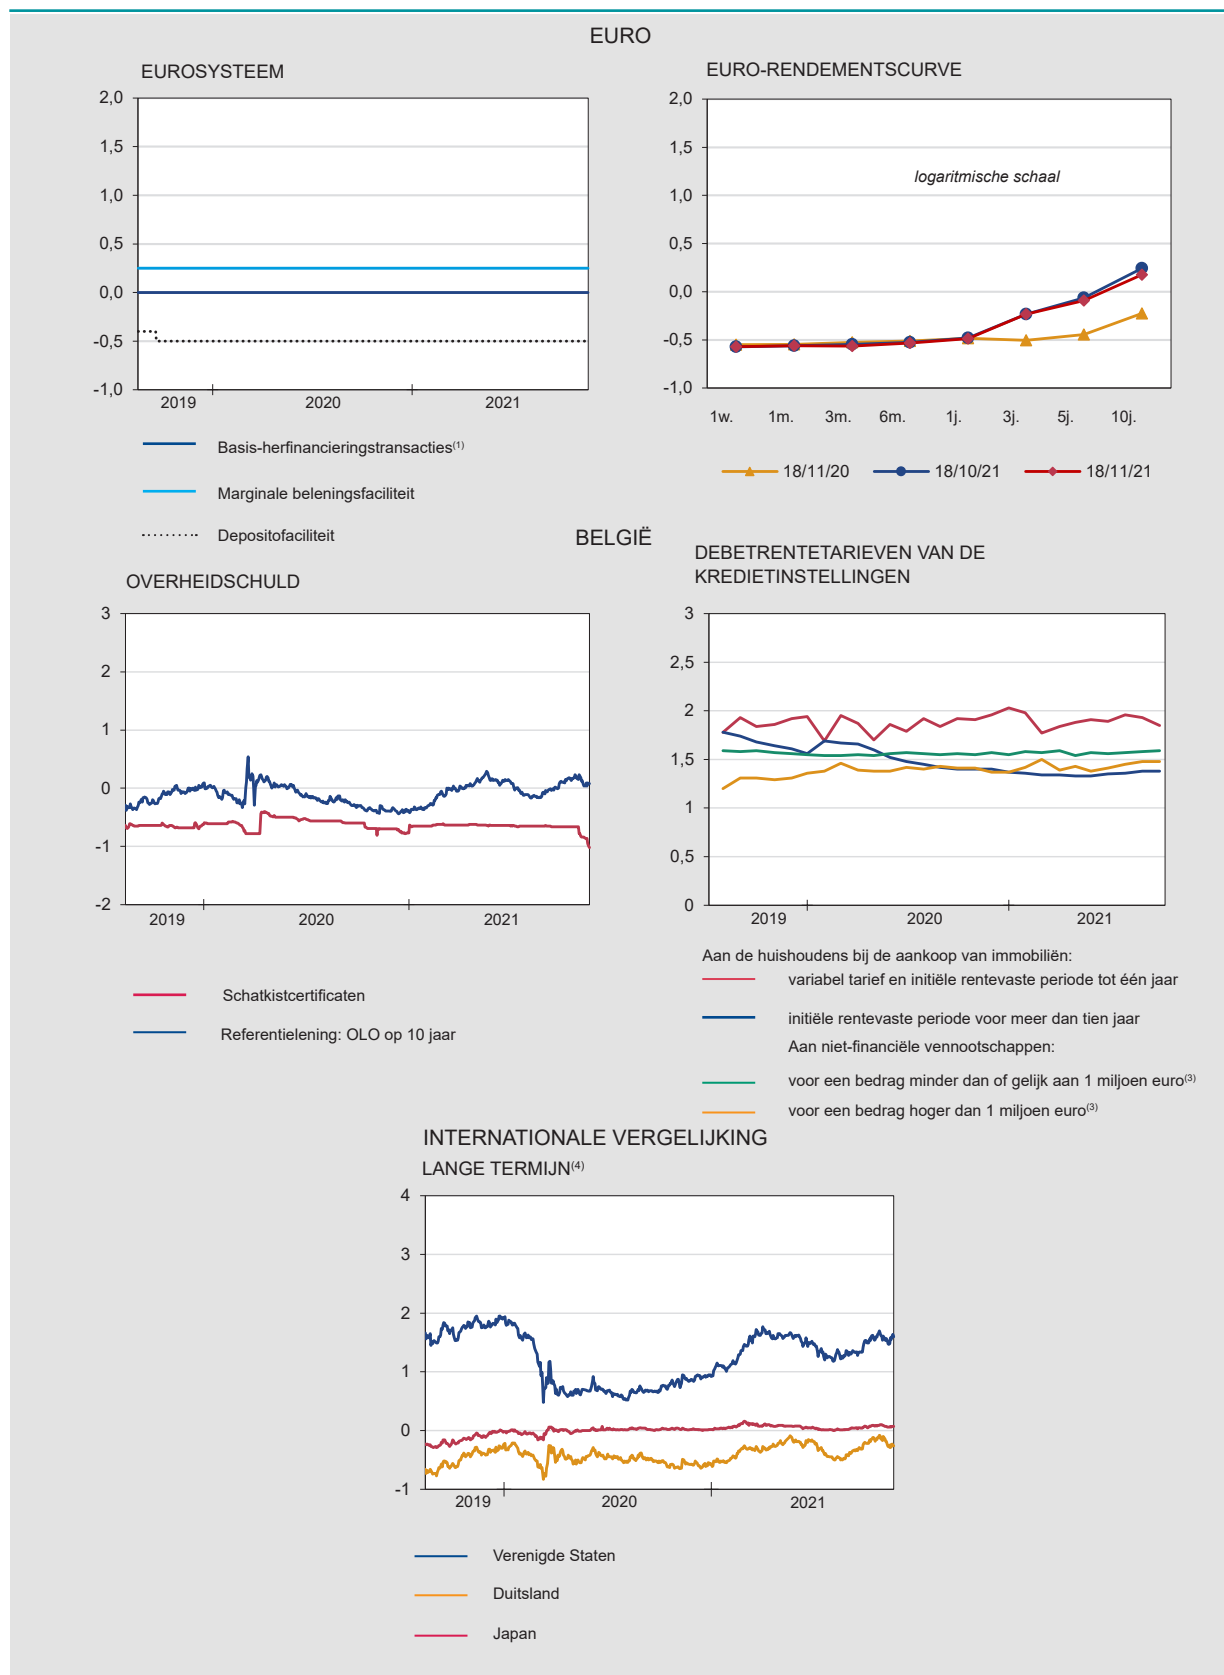 EURO
EUROSYSTEEM
2,0
1,5
1,0
0,5
0,0
-0,5
-1,0
2019
2020
2021
Basis-herfinancieringstransacties(1)
Marginale beleningsfaciliteit
Depositofaciliteit
EURO-RENDEMENTSCURVE
2,0
1,5
1,0
0,5
0,0
-0,5
-1,0
logaritmische schaal
1w. 1m. 3m. 6m. 1j. 3j. 5j. 10j.
18/11/20 18/10/21 18/11/21
BELGIË
OVERHEIDSCHULD
3
2
1
0
-1
-2
2019 2020 2021
Schatkistcertificaten
Referentielening: OLO op 10 jaar
DEBETRENTETARIEVEN VAN DE
KREDIETINSTELLINGEN
3
2,5
2
1,5
1
0,5
0
2019 2020 2021
Aan de huishoudens bij de aankoop van immobiliën:
variabel tarief en initiële rentevaste periode tot één jaar
initiële rentevaste periode voor meer dan tien jaar
Aan niet-financiële vennootschappen:
voor een bedrag minder dan of gelijk aan 1 miljoen euro(3)
voor een bedrag hoger dan 1 miljoen euro(3)
INTERNATIONALE VERGELIJKING
LANGE TERMIJN(4)
4
3
2
1
0
-1
2019 2020 2021
Verenigde Staten
Duitsland
Japan